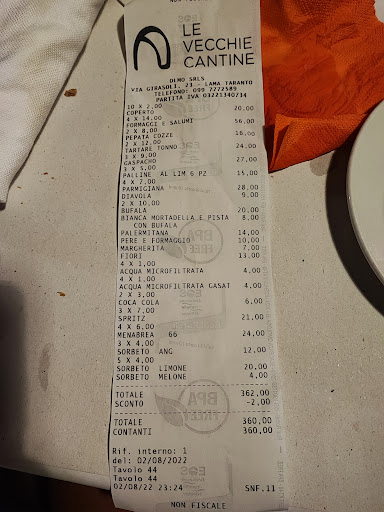 NON FISCALE
LE
VECCHIE
CANTINE
OLMO SRLS
VIA GIRASOLI, 21 - LAMA TARANTO
TELEFONO: 099 7772589
PARTITA IVA 03221340734
10 X 2,00
COPERTO 20,00
4 X 14,00
FORMAGGI E SALUMI 56,00
2 X 8,00
PEPATA COZZE 16,00
2 X 12,00
TARTARE TONNO 24,00
3 X 9,00
GASPACHO 27,00
3 X 5,00
PALLINE AL LIM 6 PZ 15,00
4 X 7,00
PARMIGIANA 28,00
DIAVOLA 9,00
2 X 10,00
BUFALA 20,00
BIANCA MORTADELLA E PISTA 8,00
CON BUFALA
PALERMITANA 14,00
PERE E FORMAGGIO 10,00
MARGHERITA 7,00
FIORI 13,00
4 X 1,00
ACQUA MICROFILTRATA 4,00
4 X 1,00
ACQUA MICROFILTRATA GASAT 4,00
2 X 3,00
COCA COLA 6,00
3 X 7,00
SPRITZ 21,00
4 X 6,00
MENABREA 66 24,00
3 X 4,00
SORBETO ANG 12,00
5 X 4,00
SORBETO LIMONE 20,00
SORBETO MELONE 4,00
TOTALE 362,00
SCONTO -2,00
TOTALE 360,00
CONTANTI 360,00
Rif. interno: 1
del: 02/08/2022
Tavolo 44
Tavolo 44
02/08/22 23:24 SNF.11
NON FISCALE